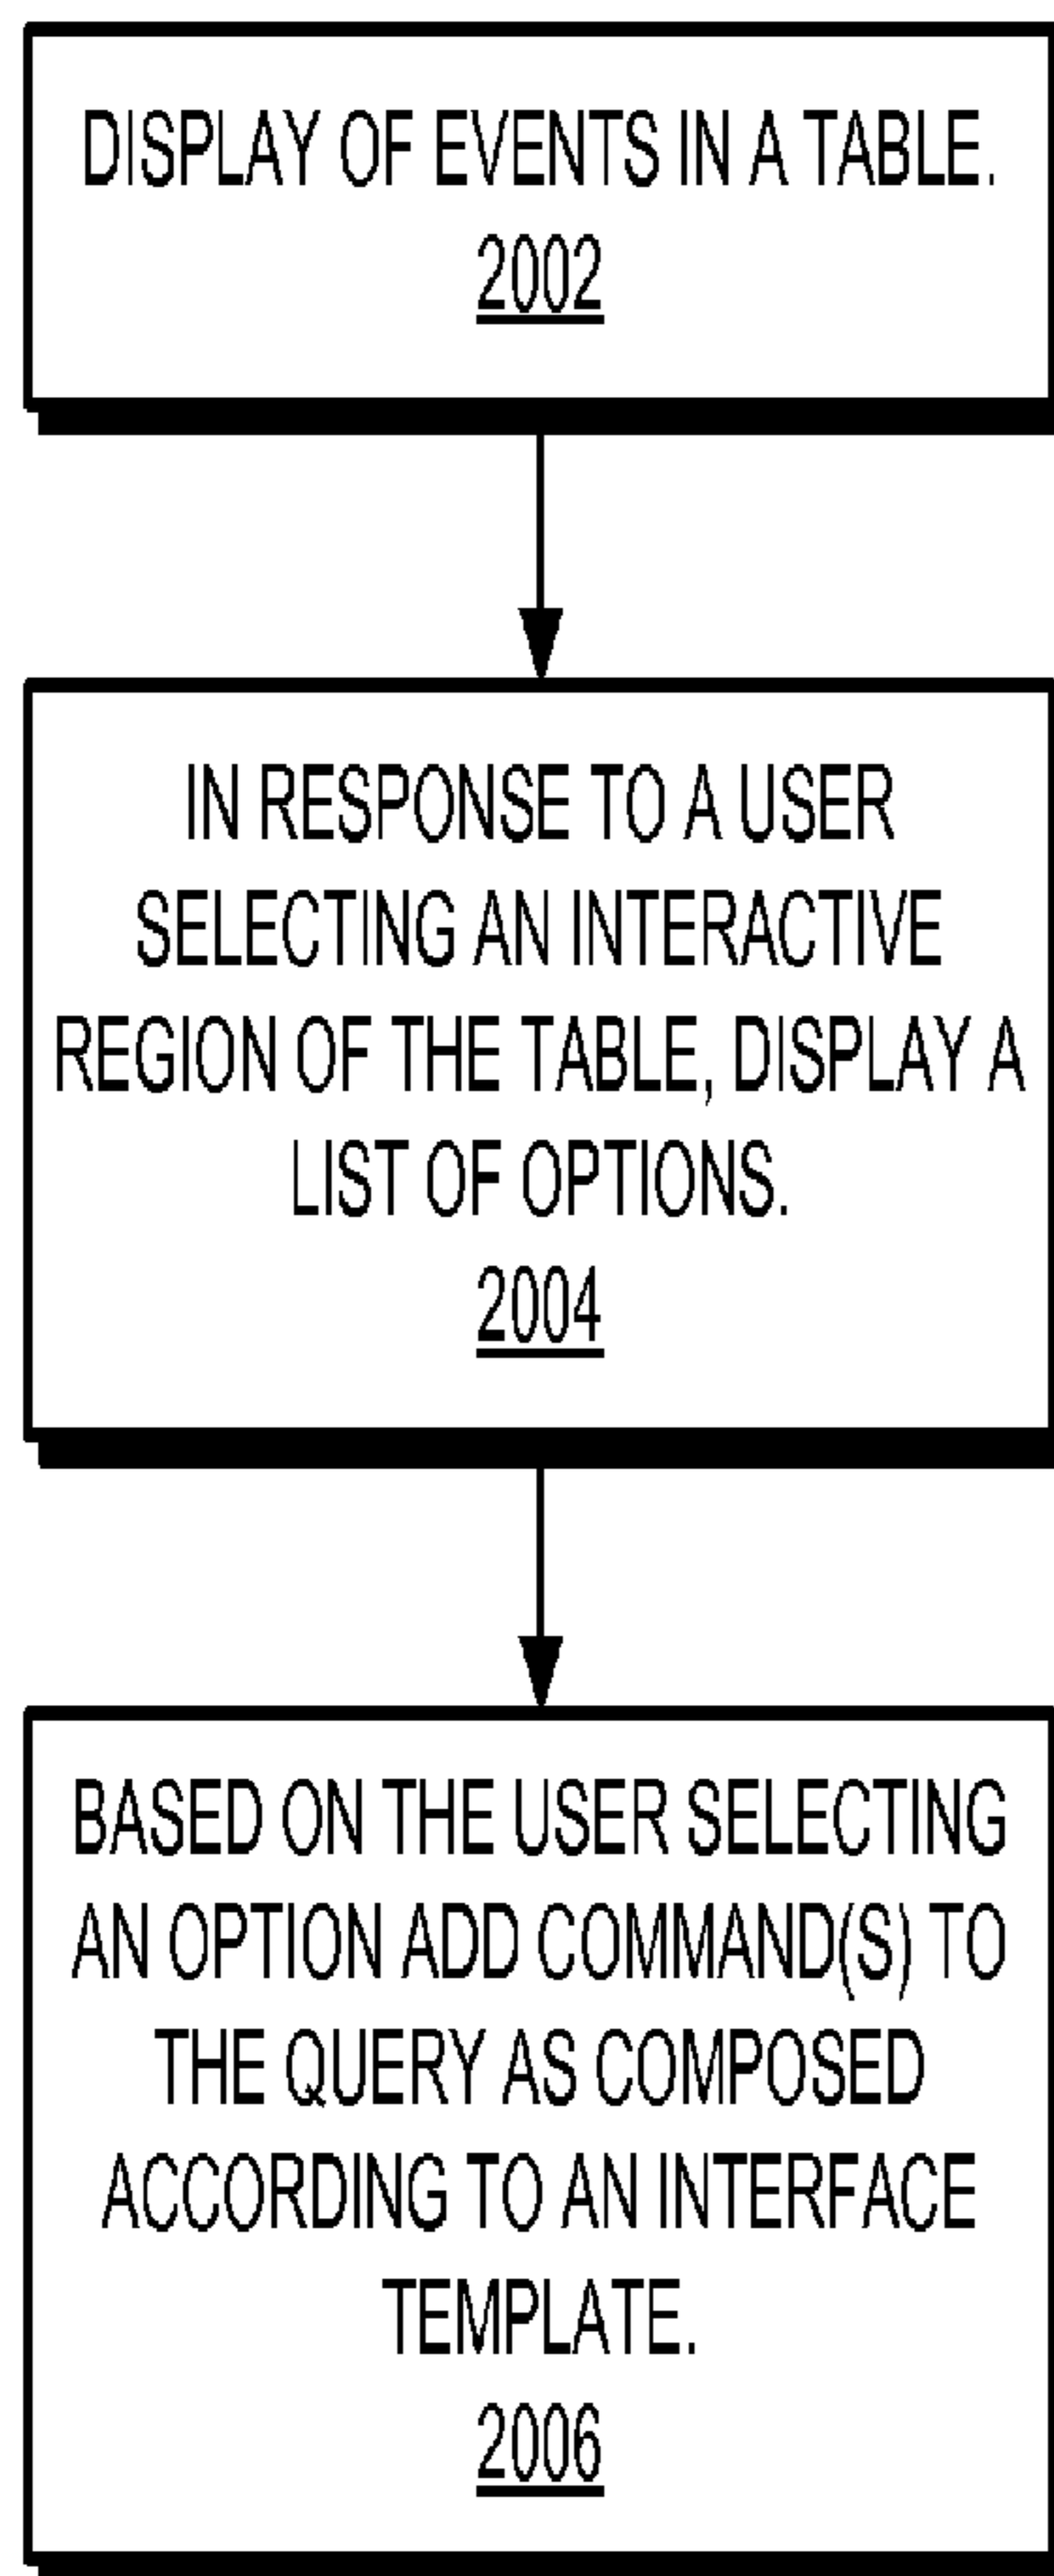 DISPLAY OF EVENTS IN A TABLE.
2002
IN RESPONSE TO A USER
SELECTING AN INTERACTIVE
REGION OF THE TABLE, DISPLAY A
LIST OF OPTIONS.
2004
BASED ON THE USER SELECTING
AN OPTION ADD COMMAND(S) TO
THE QUERY AS COMPOSED
ACCORDING TO AN INTERFACE
TEMPLATE.
2006